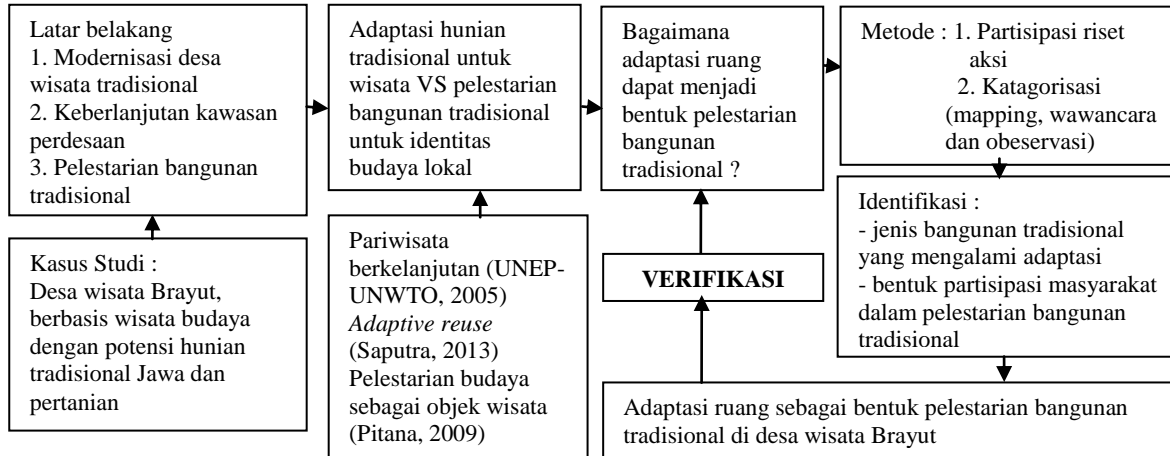 Latar belakang
1. Modernisasi desa
wisata tradisional
2. Keberlanjutan kawasan
perdesaan
3. Pelestarian bangunan
tradisional
Kasus Studi :
Desa wisata Brayut,
berbasis wisata budaya
dengan potensi hunian
tradisional Jawa dan
pertanian
Adaptasi hunian
tradisional untuk
wisata VS pelestarian
bangunan tradisional
untuk identitas
budaya lokal
Pariwisata
berkelanjutan (UNEP-
UNWTO, 2005)
Adaptive reuse
(Saputra, 2013)
Pelestarian budaya
sebagai objek wisata
(Pitana, 2009)
Bagaimana
adaptasi ruang
dapat menjadi
bentuk pelestarian
bangunan
tradisional ?
VERIFIKASI
Metode : 1. Partisipasi riset
aksi
2. Katagorisasi
(mapping, wawancara
dan obeservasi)
Identifikasi :
- jenis bangunan tradisional
yang mengalami adaptasi
- bentuk partisipasi masyarakat
dalam pelestarian bangunan
tradisional
Adaptasi ruang sebagai bentuk pelestarian bangunan
tradisional di desa wisata Brayut